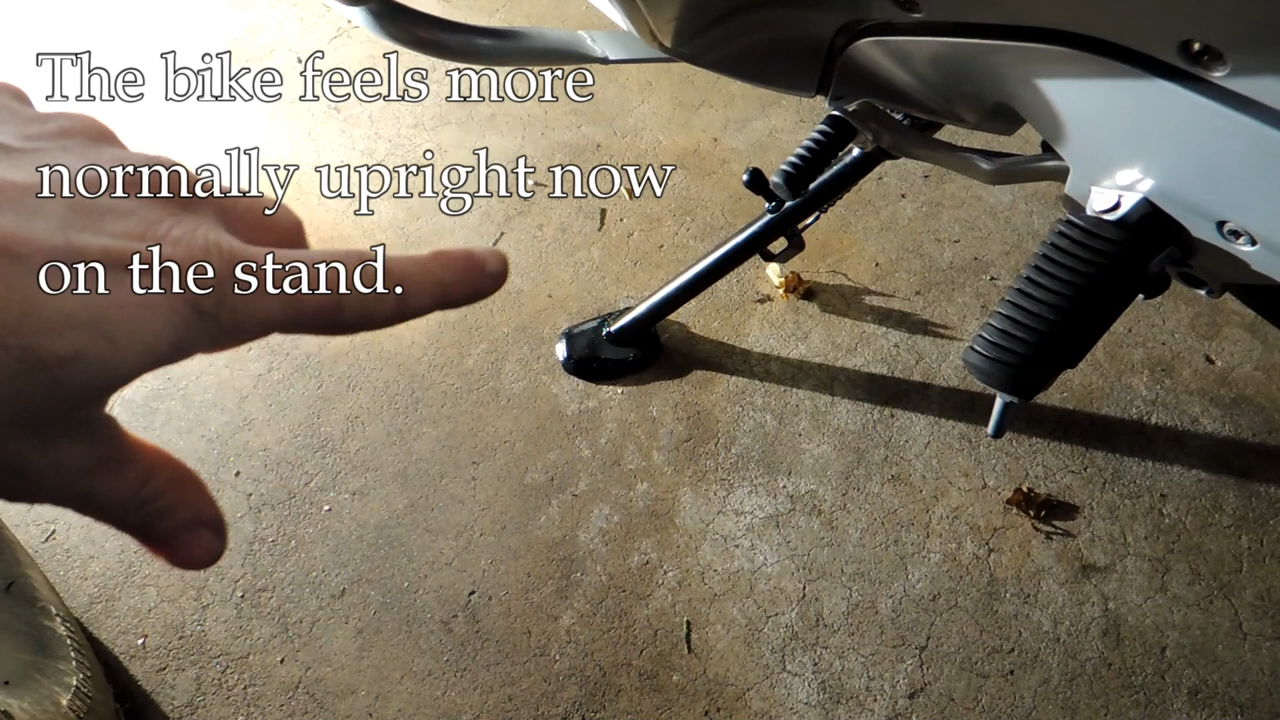 The bike feels more
normally upright now
on the stand.